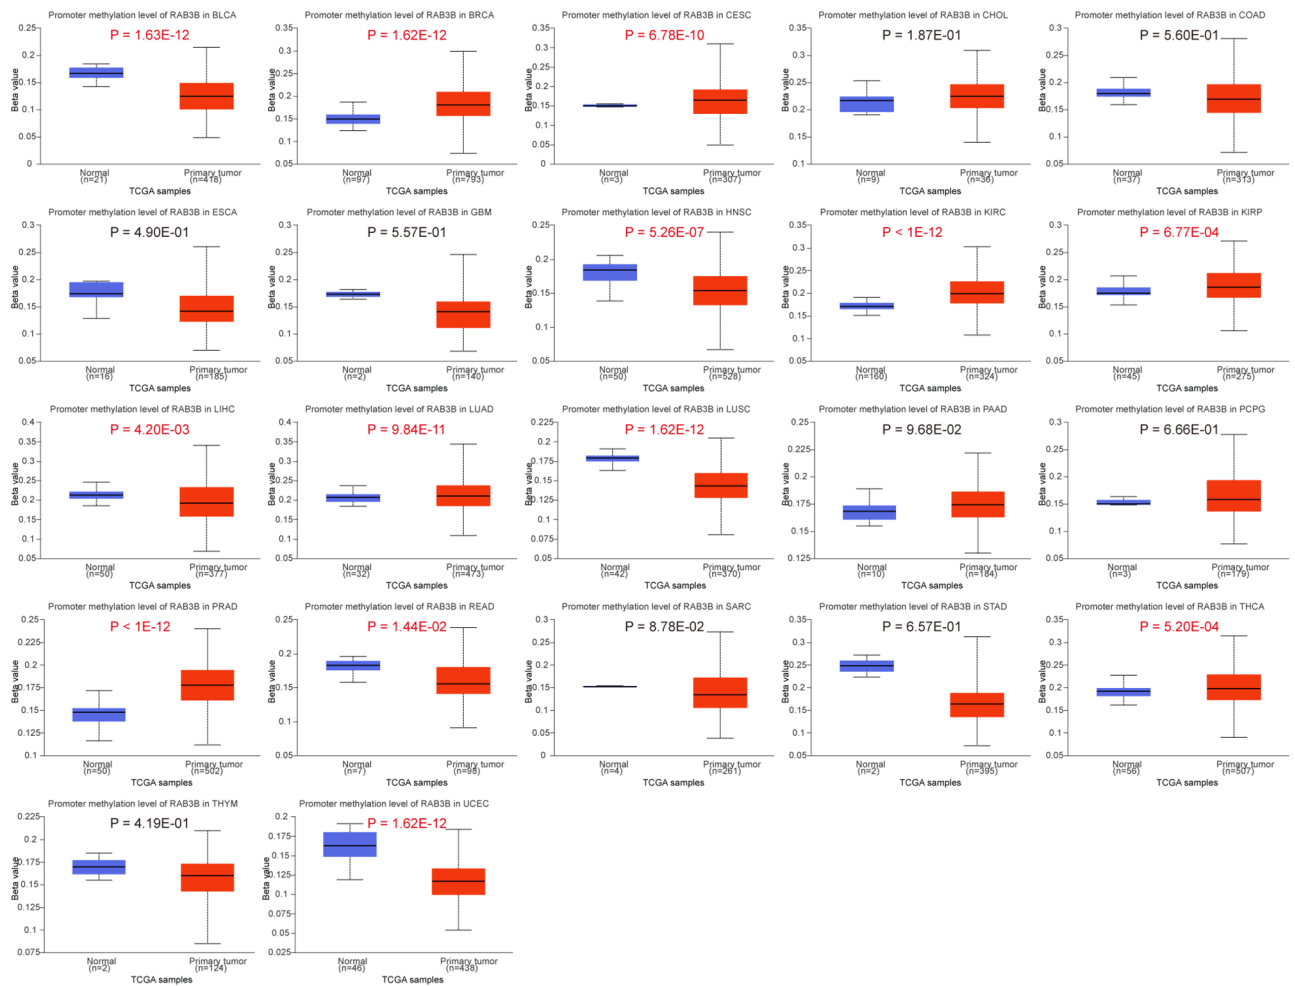 Promoter methylation level of RAB3B in BLCA
P = 1.63E-12
Beta value
0.25
0.2
0.15
0.1
0.05
0
Normal
(n=21)
Primary tumor
(n=418)
TCGA samples
Promoter methylation level of RAB3B in BRCA
P = 1.62E-12
Beta value
0.35
0.3
0.25
0.2
0.15
0.1
0.05
Normal
(n=97)
Primary tumor
(n=793)
TCGA samples
Promoter methylation level of RAB3B in CESC
P = 6.78E-10
Beta value
0.35
0.3
0.25
0.2
0.15
0.1
0.05
0
Normal
(n=3)
Primary tumor
(n=307)
TCGA samples
Promoter methylation level of RAB3B in CHOL
P = 1.87E-01
Beta value
0.35
0.3
0.25
0.2
0.15
0.1
Normal
(n=9)
Primary tumor
(n=36)
TCGA samples
Promoter methylation level of RAB3B in COAD
P = 5.60E-01
Beta value
0.3
0.25
0.2
0.15
0.1
0.05
Normal
(n=37)
Primary tumor
(n=313)
TCGA samples
Promoter methylation level of RAB3B in ESCA
P = 4.90E-01
Beta value
0.3
0.25
0.2
0.15
0.1
0.05
Normal
(n=16)
Primary tumor
(n=185)
TCGA samples
Promoter methylation level of RAB3B in GBM
P = 5.57E-01
Beta value
0.3
0.25
0.2
0.15
0.1
0.05
Normal
(n=2)
Primary tumor
(n=140)
TCGA samples
Promoter methylation level of RAB3B in HNSC
P = 5.26E-07
Beta value
0.25
0.2
0.15
0.1
0.05
Normal
(n=50)
Primary tumor
(n=528)
TCGA samples
Promoter methylation level of RAB3B in KIRC
P < 1E-12
Beta value
0.35
0.3
0.25
0.2
0.15
0.1
0.05
Normal
(n=160)
Primary tumor
(n=324)
TCGA samples
Promoter methylation level of RAB3B in KIRP
P = 6.77E-04
Beta value
0.3
0.25
0.2
0.15
0.1
0.05
Normal
(n=45)
Primary tumor
(n=275)
TCGA samples
Promoter methylation level of RAB3B in LIHC
P = 4.20E-03
Beta value
0.4
0.35
0.3
0.25
0.2
0.15
0.1
0.05
Normal
(n=50)
Primary tumor
(n=377)
TCGA samples
Promoter methylation level of RAB3B in LUAD
P = 9.84E-11
Beta value
0.4
0.35
0.3
0.25
0.2
0.15
0.1
0.05
Normal
(n=32)
Primary tumor
(n=473)
TCGA samples
Promoter methylation level of RAB3B in LUSC
P = 1.62E-12
Beta value
0.225
0.2
0.175
0.15
0.125
0.1
0.075
0.05
Normal
(n=42)
Primary tumor
(n=370)
TCGA samples
Promoter methylation level of RAB3B in PAAD
P = 9.68E-02
Beta value
0.25
0.225
0.2
0.175
0.15
0.125
Normal
(n=10)
Primary tumor
(n=184)
TCGA samples
Promoter methylation level of RAB3B in PCPG
P = 6.66E-01
Beta value
0.3
0.25
0.2
0.15
0.1
0.05
Normal
(n=3)
Primary tumor
(n=179)
TCGA samples
Promoter methylation level of RAB3B in PRAD
P < 1E-12
Beta value
0.25
0.225
0.2
0.175
0.15
0.125
0.1
Normal
(n=50)
Primary tumor
(n=502)
TCGA samples
Promoter methylation level of RAB3B in READ
P = 1.44E-02
Beta value
0.25
0.2
0.15
0.1
0.05
Normal
(n=7)
Primary tumor
(n=98)
TCGA samples
Promoter methylation level of RAB3B in SARC
P = 8.78E-02
Beta value
0.3
0.25
0.2
0.15
0.1
0.05
0
Normal
(n=4)
Primary tumor
(n=261)
TCGA samples
Promoter methylation level of RAB3B in STAD
P = 6.57E-01
Beta value
0.35
0.3
0.25
0.2
0.15
0.1
0.05
Normal
(n=2)
Primary tumor
(n=395)
TCGA samples
Promoter methylation level of RAB3B in THCA
P = 5.20E-04
Beta value
0.35
0.3
0.25
0.2
0.15
0.1
0.05
Normal
(n=56)
Primary tumor
(n=507)
TCGA samples
Promoter methylation level of RAB3B in THYM
P = 4.19E-01
Beta value
0.225
0.2
0.175
0.15
0.125
0.1
0.075
Normal
(n=2)
Primary tumor
(n=124)
TCGA samples
Promoter methylation level of RAB3B in UCEC
P = 1.62E-12
Beta value
0.2
0.175
0.15
0.125
0.1
0.075
0.05
0.025
Normal
(n=46)
Primary tumor
(n=438)
TCGA samples